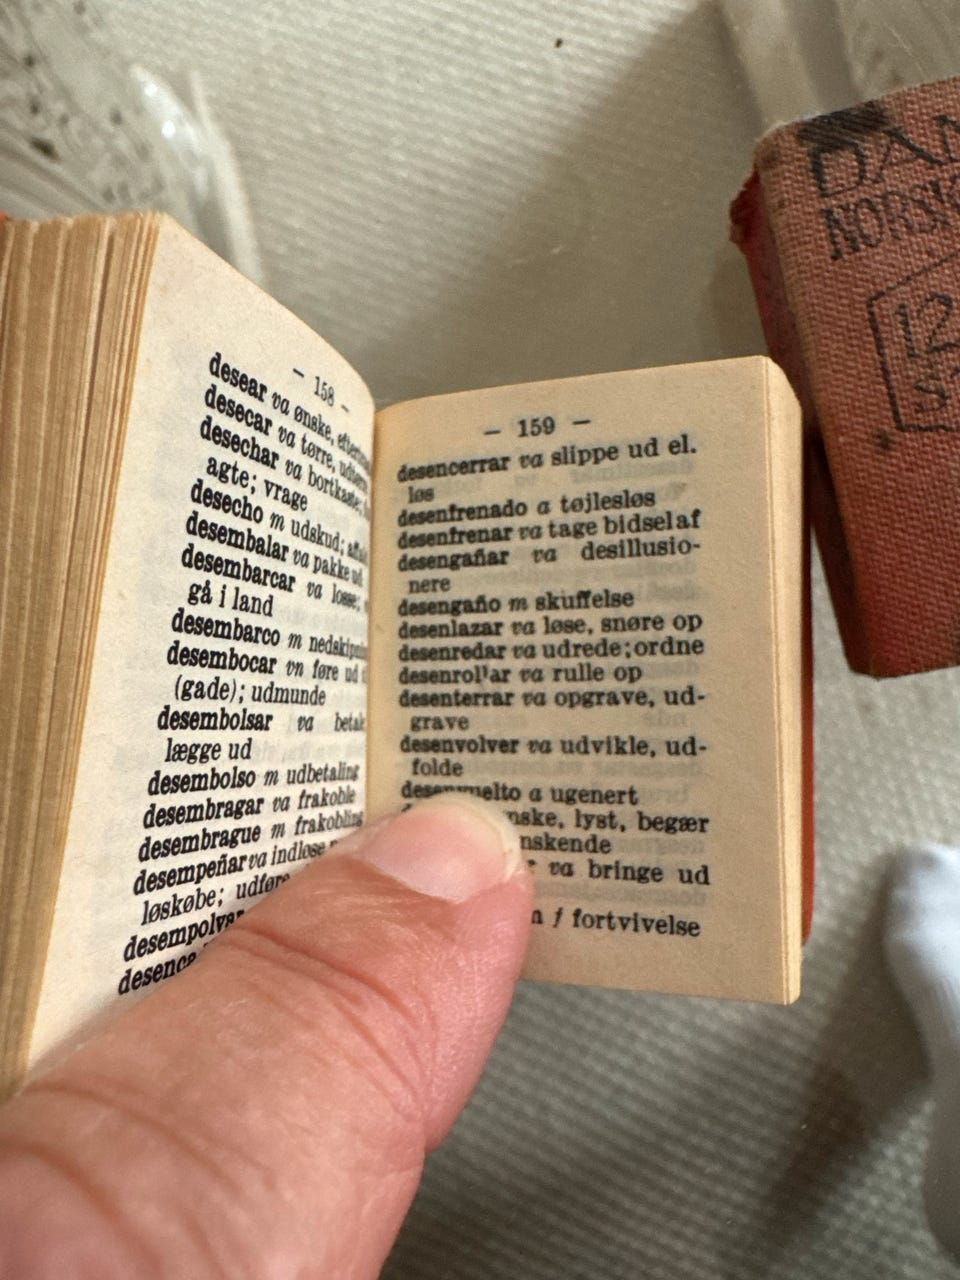 - 158 -
desear va ønske,
desecar va tørre,
desechar va bortkaste;
agte; vrage
desecho m udskud;
desembalar va pakke ud
desembarcar va losse;
gå i land
desembarco m
desembocar vn føre ud
(gade); udmunde
desembolsar va
lægge ud
desembolso m udbetaling
desembragar va frakoble
desembrague m frakobling
desempeñar va indløse
løskøbe; udføre
- 159 -
desencerrar va slippe ud el.
løs
desenfrenado a tøjlesløs
desenfrenar va tage bidsel af
desengañar va desillusio-
nere
desengaño m skuffelse
desenlazar va løse, snøre op
desenredar va udrede; ordne
desenrollar va rulle op
desenterrar va opgrave, ud-
grave
desenvolver va udvikle, ud-
folde
desenvuelto a ugenert
lyst, begær
va bringe ud
f fortvivelse